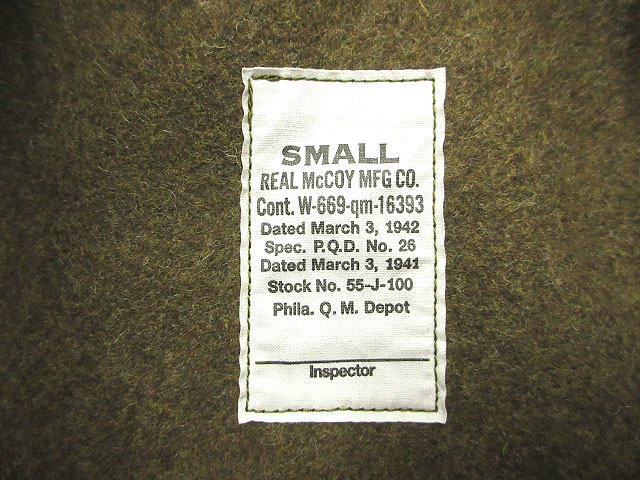 SMALL
REAL McCOY MFG CO.
Cont. W-669-qm-16393
Dated March 3, 1942
Spec. P.Q.D. No. 26
Dated March 3, 1941
Stock No. 55-J-100
Phila. Q. M. Depot
Inspector